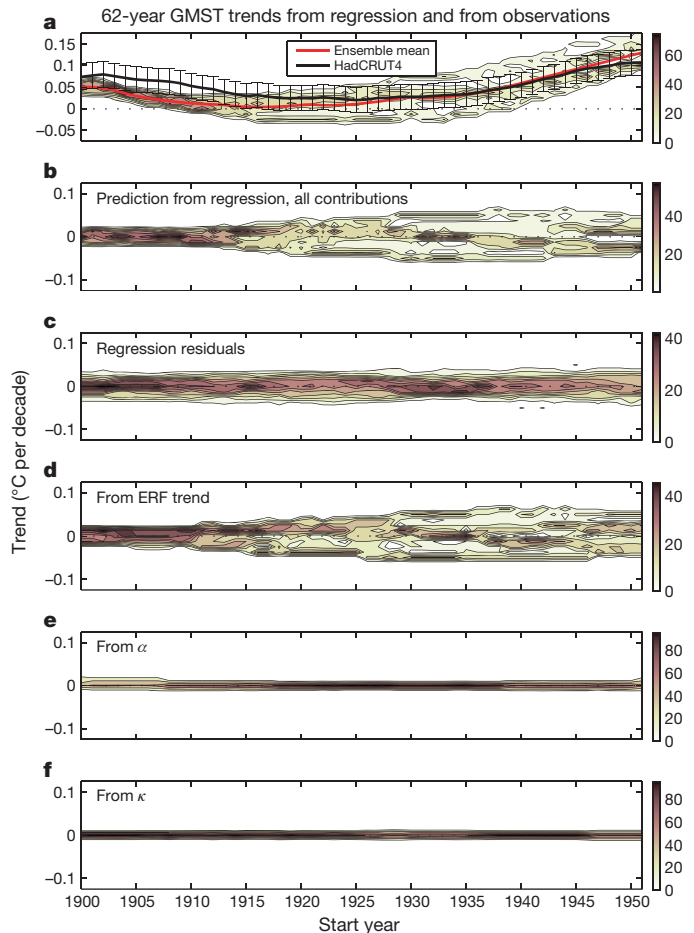 62-year GMST trends from regression and from observations
a
0.15
0.1
0.05
0
−0.05
Ensemble mean
HadCRUT4
60
40
20
0
b
Prediction from regression, all contributions
0.1
0
−0.1
40
20
0
c
Regression residuals
0.1
0
−0.1
40
20
0
Trend (°C per decade)
d
From ERF trend
0.1
0
−0.1
40
20
0
e
From α
0.1
0
−0.1
80
60
40
20
0
f
From κ
0.1
0
−0.1
80
60
40
20
0
1900 1905 1910 1915 1920 1925 1930 1935 1940 1945 1950
Start year